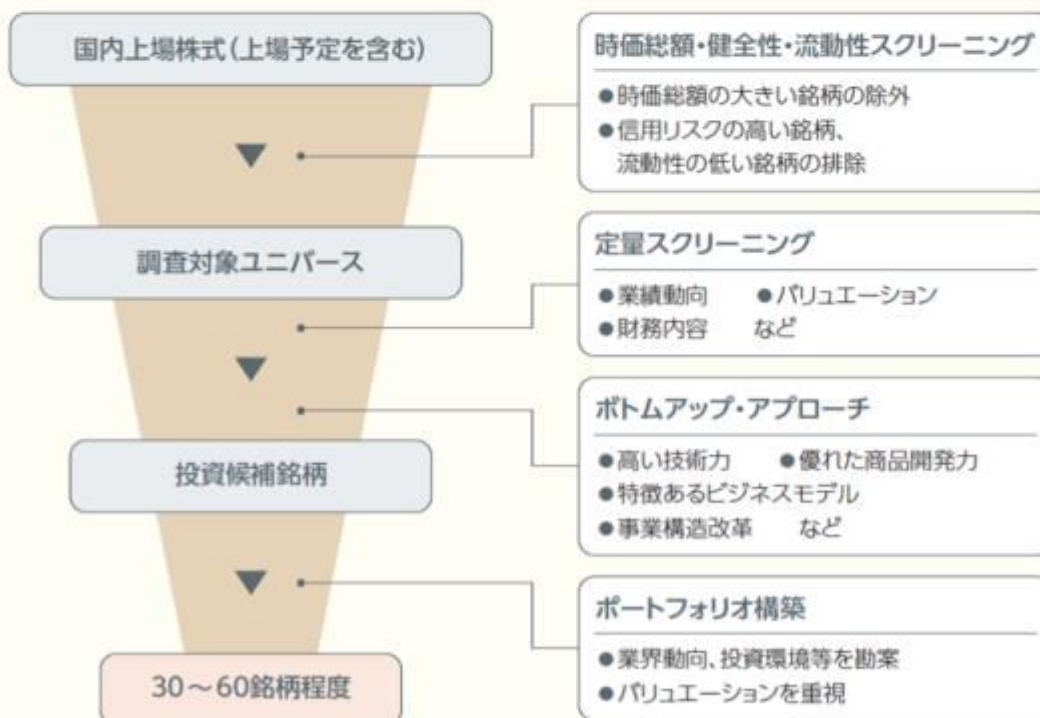 国内上場株式(上場予定を含む)
時価総額・健全性・流動性スクリーニング
●時価総額の大きい銘柄の除外
●信用リスクの高い銘柄、
流動性の低い銘柄の排除
調査対象ユニバース
定量スクリーニング
●業績動向 ●バリュエーション
●財務内容 など
ボトムアップ・アプローチ
●高い技術力 ●優れた商品開発力
●特徴あるビジネスモデル
●事業構造改革 など
投資候補銘柄
ポートフォリオ構築
●業界動向、投資環境等を勘案
●バリュエーションを重視
30〜60銘柄程度